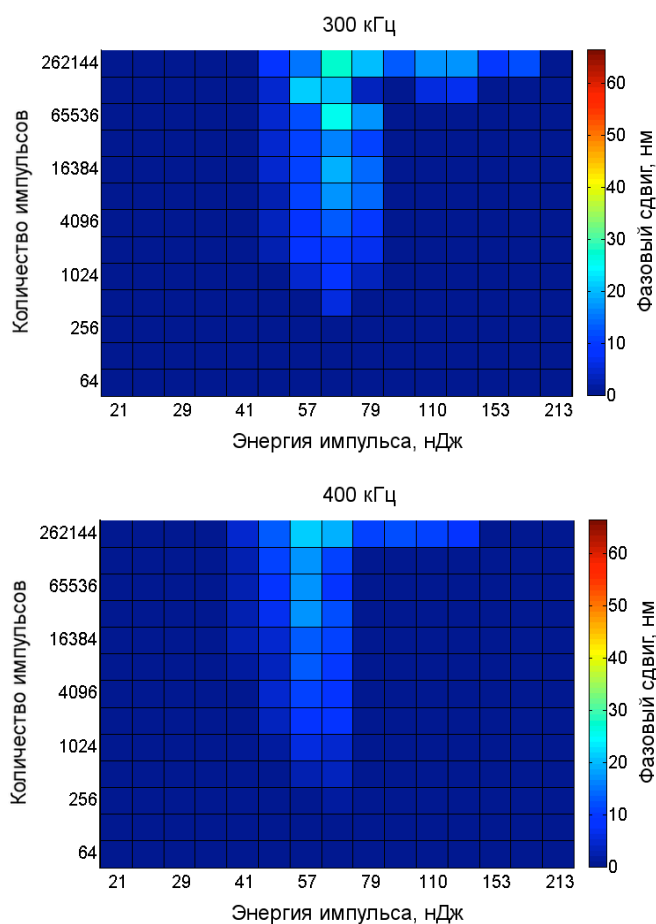 300 кГц
262144
65536
16384
4096
1024
256
64
Количество импульсов
21 29 41 57 79 110 153 213
Энергия импульса, нДж
60
50
40
30
20
10
0
Фазовый сдвиг, нм
400 кГц
262144
65536
16384
4096
1024
256
64
Количество импульсов
21 29 41 57 79 110 153 213
Энергия импульса, нДж
60
50
40
30
20
10
0
Фазовый сдвиг, нм